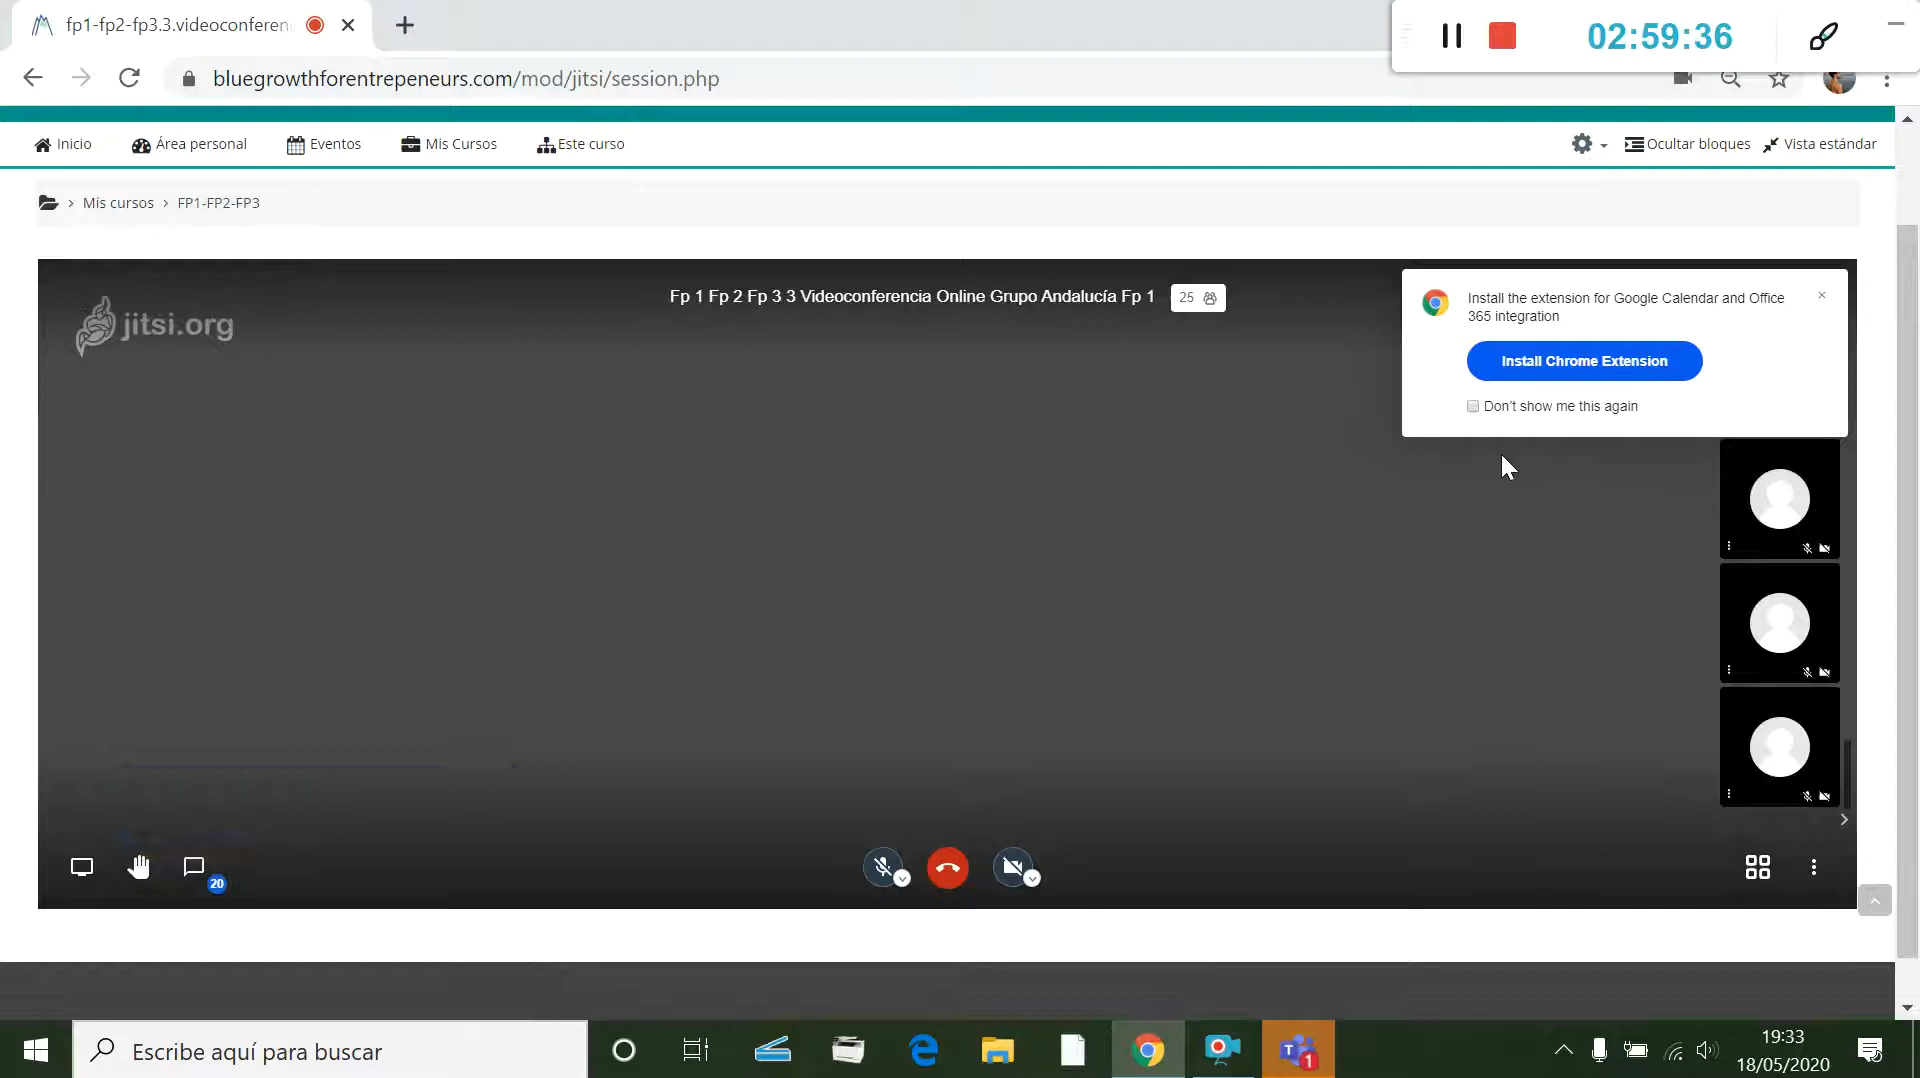 fp1-fp2-fp3.3.videoconferen
02:59:36
bluegrowthforentrepeneurs.com/mod/jitsi/session.php
Inicio
Área personal
Eventos
Mis Cursos
Este curso
Ocultar bloques
Vista estándar
Mis cursos
FP1-FP2-FP3
jitsi.org
Fp 1 Fp 2 Fp 3 3 Videoconferencia Online Grupo Andalucía Fp 1
25
Install the extension for Google Calendar and Office
365 integration
Install Chrome Extension
Don't show me this again
20
Escribe aquí para buscar
1
19:33
18/05/2020